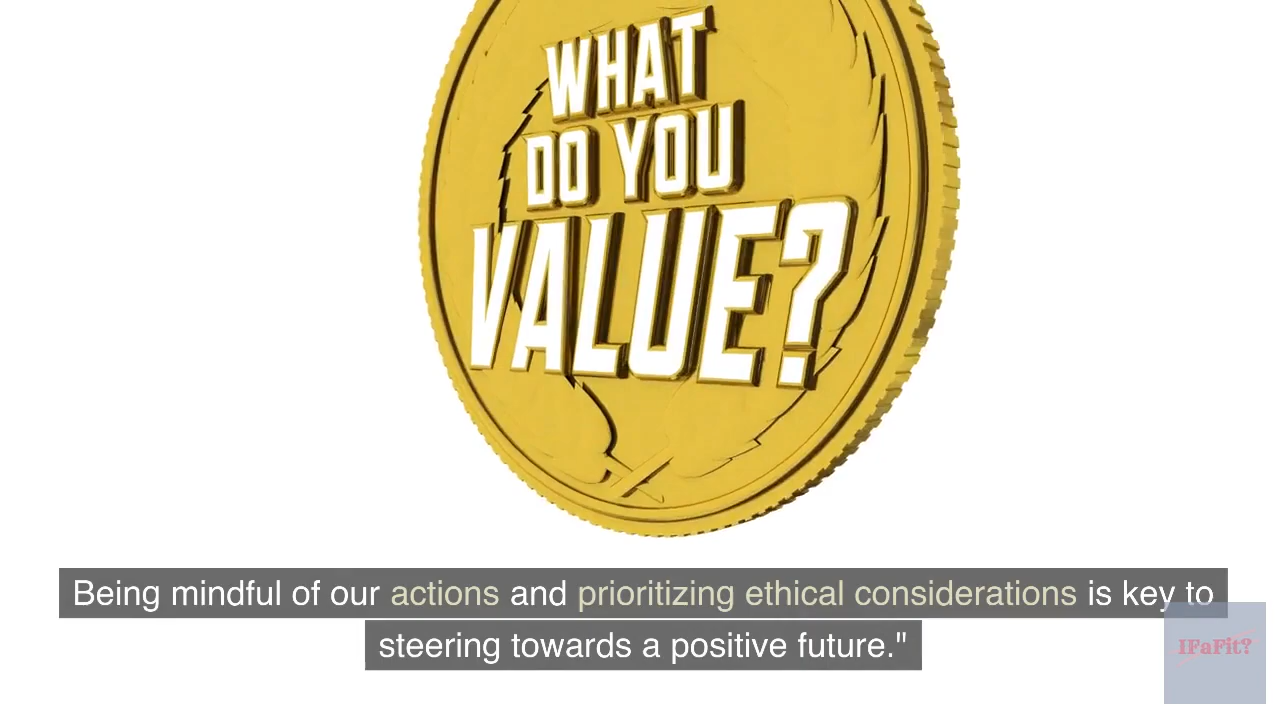 WHAT
DO YOU
VALUE?
Being mindful of our actions and prioritizing ethical considerations is key to
steering towards a positive future."
IFaFit?